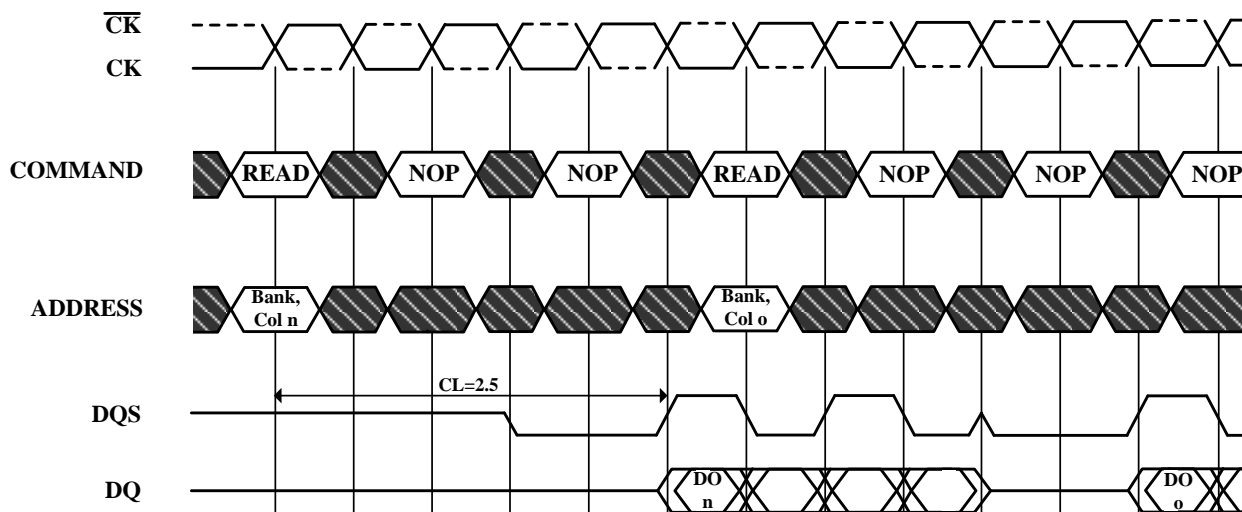 CK
CK
COMMAND READ NOP NOP READ NOP NOP NOP
ADDRESS Bank, Col n Bank, Col o
CL=2.5
DQS
DQ DO n DO o